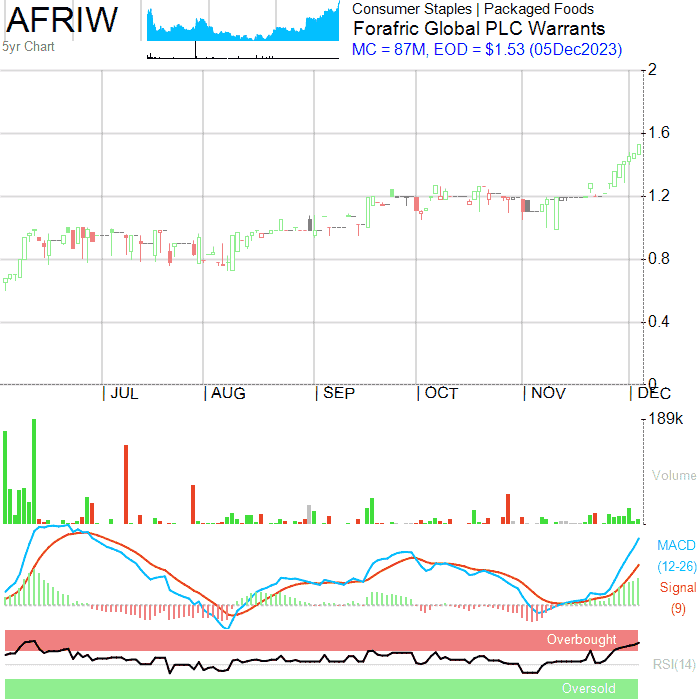 AFRIW
5yr Chart
Consumer Staples | Packaged Foods
Forafric Global PLC Warrants
MC = 87M, EOD = $1.53 (05Dec2023)
2
1.6
1.2
0.8
0.4
0
| JUL | AUG | SEP | OCT | NOV | DEC
189k
Volume
MACD
(12-26)
Signal
(9)
Overbought
RSI(14)
Oversold